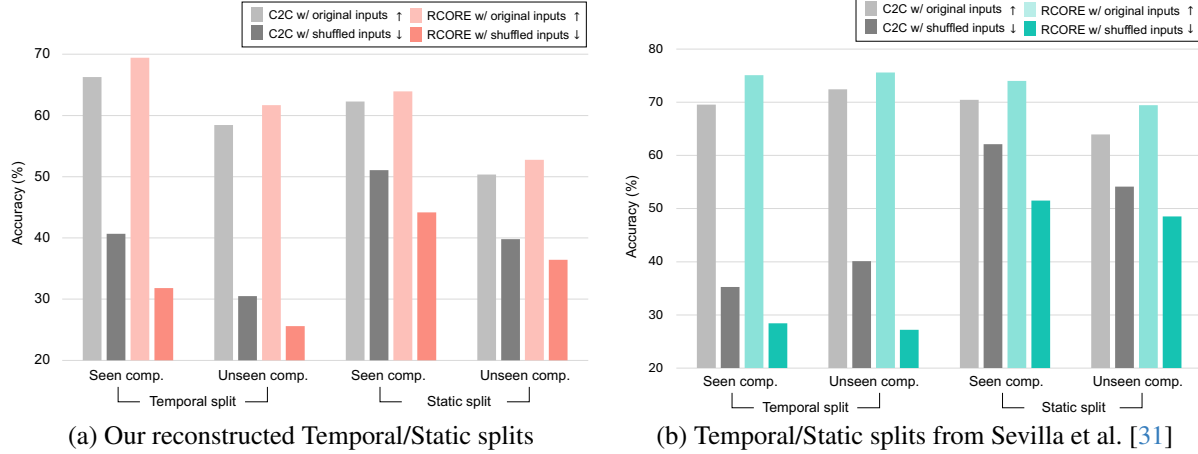 C2C w/ original inputs ↑ RCORE w/ original inputs ↑
C2C w/ shuffled inputs ↓ RCORE w/ shuffled inputs ↓
70
60
50
40
30
20
Accuracy (%)
Seen comp. Unseen comp. Seen comp. Unseen comp.
Temporal split Static split
(a) Our reconstructed Temporal/Static splits
C2C w/ original inputs ↑ RCORE w/ original inputs ↑
C2C w/ shuffled inputs ↓ RCORE w/ shuffled inputs ↓
80
70
60
50
40
30
20
Accuracy (%)
Seen comp. Unseen comp. Seen comp. Unseen comp.
Temporal split Static split
(b) Temporal/Static splits from Sevilla et al. [31]